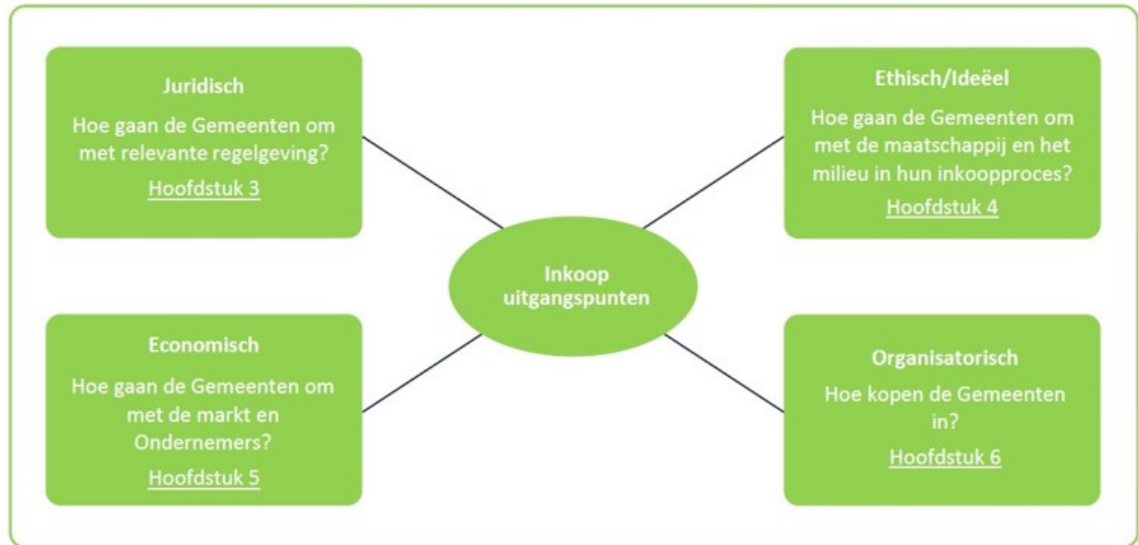 Juridisch
Hoe gaan de Gemeenten om
met relevante regelgeving?
Hoofdstuk 3
Ethisch/Ideëel
Hoe gaan de Gemeenten om
met de maatschappij en het
milieu in hun inkoopproces?
Hoofdstuk 4
Inkoop
uitgangspunten
Economisch
Hoe gaan de Gemeenten om
met de markt en
Ondernemers?
Hoofdstuk 5
Organisatorisch
Hoe kopen de Gemeenten
in?
Hoofdstuk 6